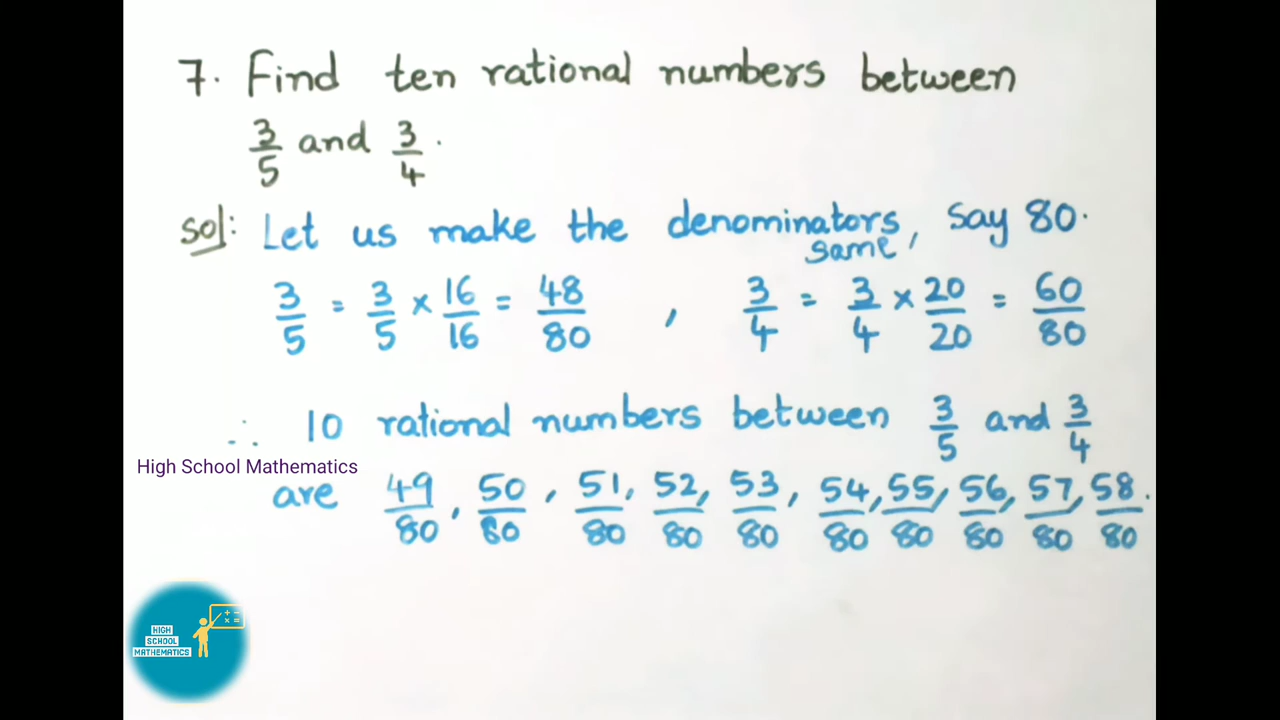 7. Find ten rational numbers between
3/5 and 3/4.
Sol: Let us make the denominators same, say 80.
3/5 = 3/5 × 16/16 = 48/80 , 3/4 = 3/4 × 20/20 = 60/80
∴ 10 rational numbers between 3/5 and 3/4
High School Mathematics
are 49/80, 50/80, 51/80, 52/80, 53/80, 54/80, 55/80, 56/80, 57/80, 58/80.
HIGH
SCHOOL
MATHEMATICS